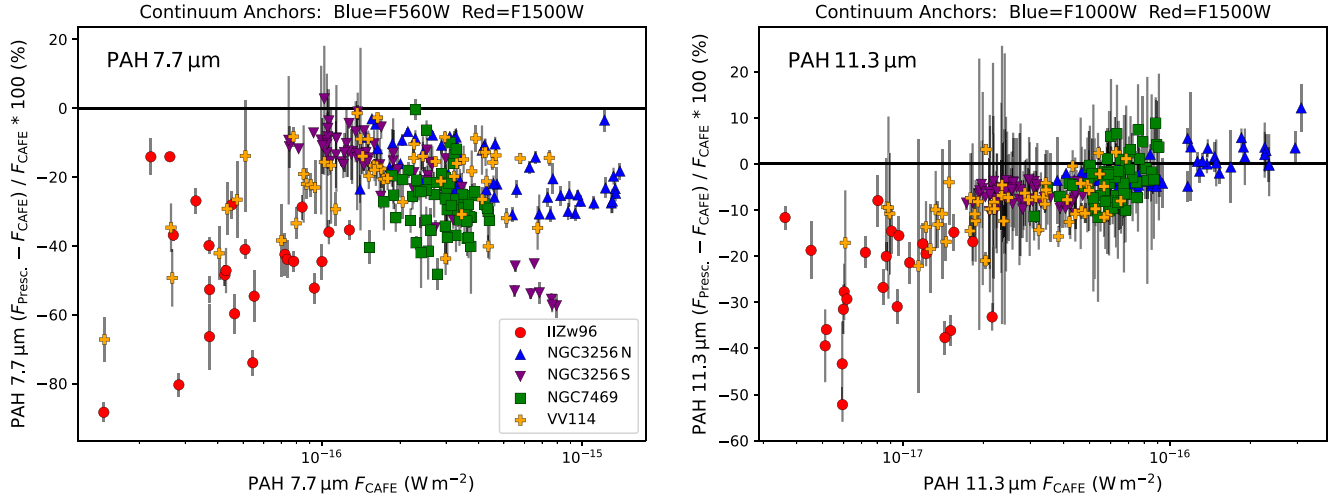 Continuum Anchors: Blue=F560W Red=F1500W
PAH 7.7 μm
20
0
−20
−40
−60
−80
PAH 7.7 μm (F_Presc. − F_CAFE) / F_CAFE * 100 (%)
IIZw96
NGC3256 N
NGC3256 S
NGC7469
VV114
10⁻¹⁶
10⁻¹⁵
PAH 7.7 μm F_CAFE (W m⁻²)
Continuum Anchors: Blue=F1000W Red=F1500W
PAH 11.3 μm
20
10
0
−10
−20
−30
−40
−50
−60
PAH 11.3 μm (F_Presc. − F_CAFE) / F_CAFE * 100 (%)
10⁻¹⁷
10⁻¹⁶
PAH 11.3 μm F_CAFE (W m⁻²)